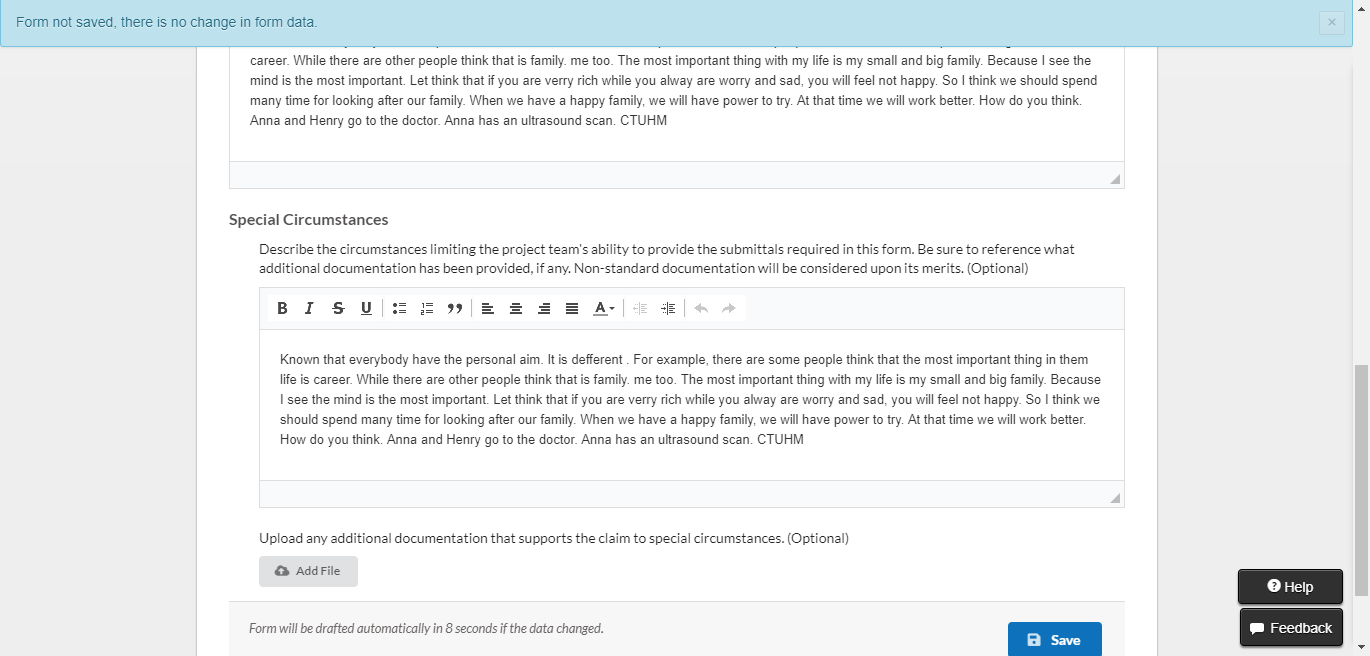 Form not saved, there is no change in form data.
×
career. While there are other people think that is family. me too. The most important thing with my life is my small and big family. Because I see the
mind is the most important. Let think that if you are verry rich while you alway are worry and sad, you will feel not happy. So I think we should spend
many time for looking after our family. When we have a happy family, we will have power to try. At that time we will work better. How do you think.
Anna and Henry go to the doctor. Anna has an ultrasound scan. CTUHM
Special Circumstances
Describe the circumstances limiting the project team's ability to provide the submittals required in this form. Be sure to reference what
additional documentation has been provided, if any. Non-standard documentation will be considered upon its merits. (Optional)
B I S U A
Known that everybody have the personal aim. It is defferent . For example, there are some people think that the most important thing in them
life is career. While there are other people think that is family. me too. The most important thing with my life is my small and big family. Because
I see the mind is the most important. Let think that if you are verry rich while you alway are worry and sad, you will feel not happy. So I think we
should spend many time for looking after our family. When we have a happy family, we will have power to try. At that time we will work better.
How do you think. Anna and Henry go to the doctor. Anna has an ultrasound scan. CTUHM
Upload any additional documentation that supports the claim to special circumstances. (Optional)
Add File
Help
Form will be drafted automatically in 8 seconds if the data changed.
Feedback
Save